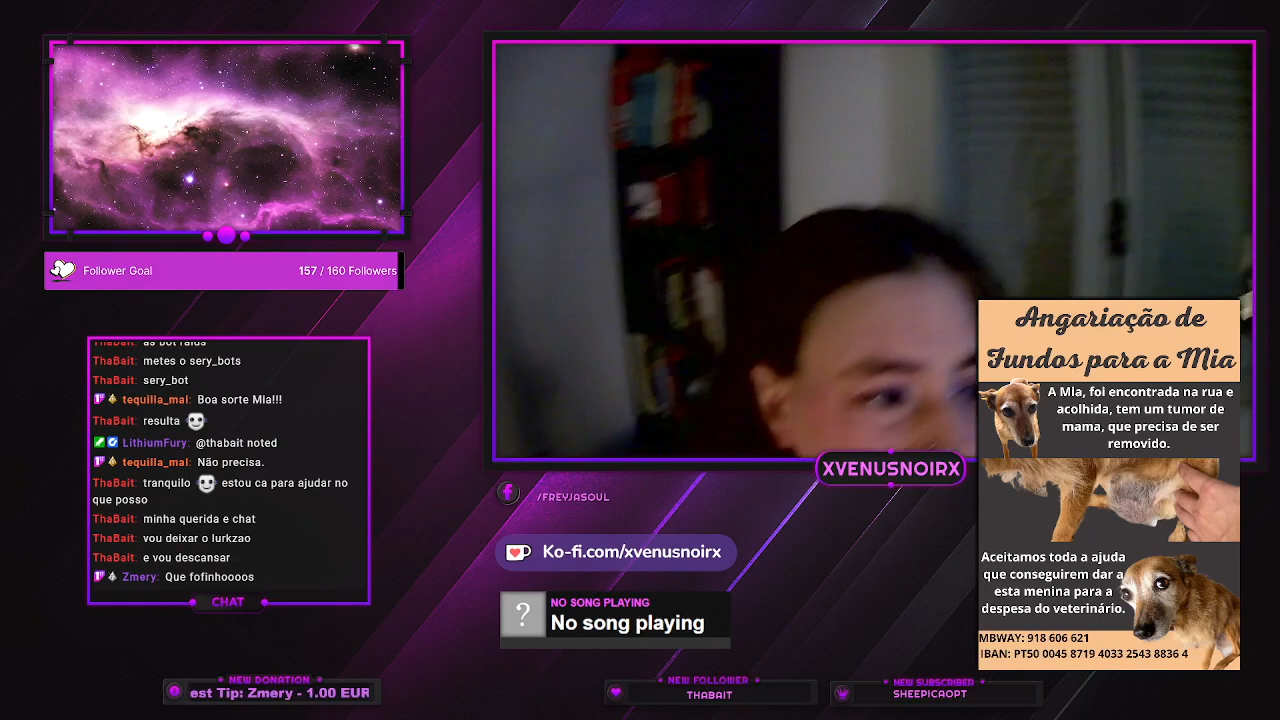 Follower Goal
157 / 160 Followers
ThaBait: as bot raids
ThaBait: metes o sery_bots
ThaBait: sery_bot
tequilla_mal: Boa sorte Mia!!!
ThaBait: resulta
LithiumFury: @thabait noted
tequilla_mal: Não precisa.
ThaBait: tranquilo estou ca para ajudar no
que posso
ThaBait: minha querida e chat
ThaBait: vou deixar o lurkzao
ThaBait: e vou descansar
Zmery: Que fofinhoooos
CHAT
XVENUSNOIRX
/FREYJASOUL
Ko-fi.com/xvenusnoirx
?
NO SONG PLAYING
No song playing
Angariação de
Fundos para a Mia
A Mia, foi encontrada na rua e
acolhida, tem um tumor de
mama, que precisa de ser
removido.
Aceitamos toda a ajuda
que conseguirem dar a
esta menina para a
despesa do veterinário.
MBWAY: 918 606 621
IBAN: PT50 0045 8719 4033 2543 8836 4
NEW DONATION
est Tip: Zmery - 1.00 EUR
NEW FOLLOWER
THABAIT
NEW SUBSCRIBER
SHEEPICAOPT